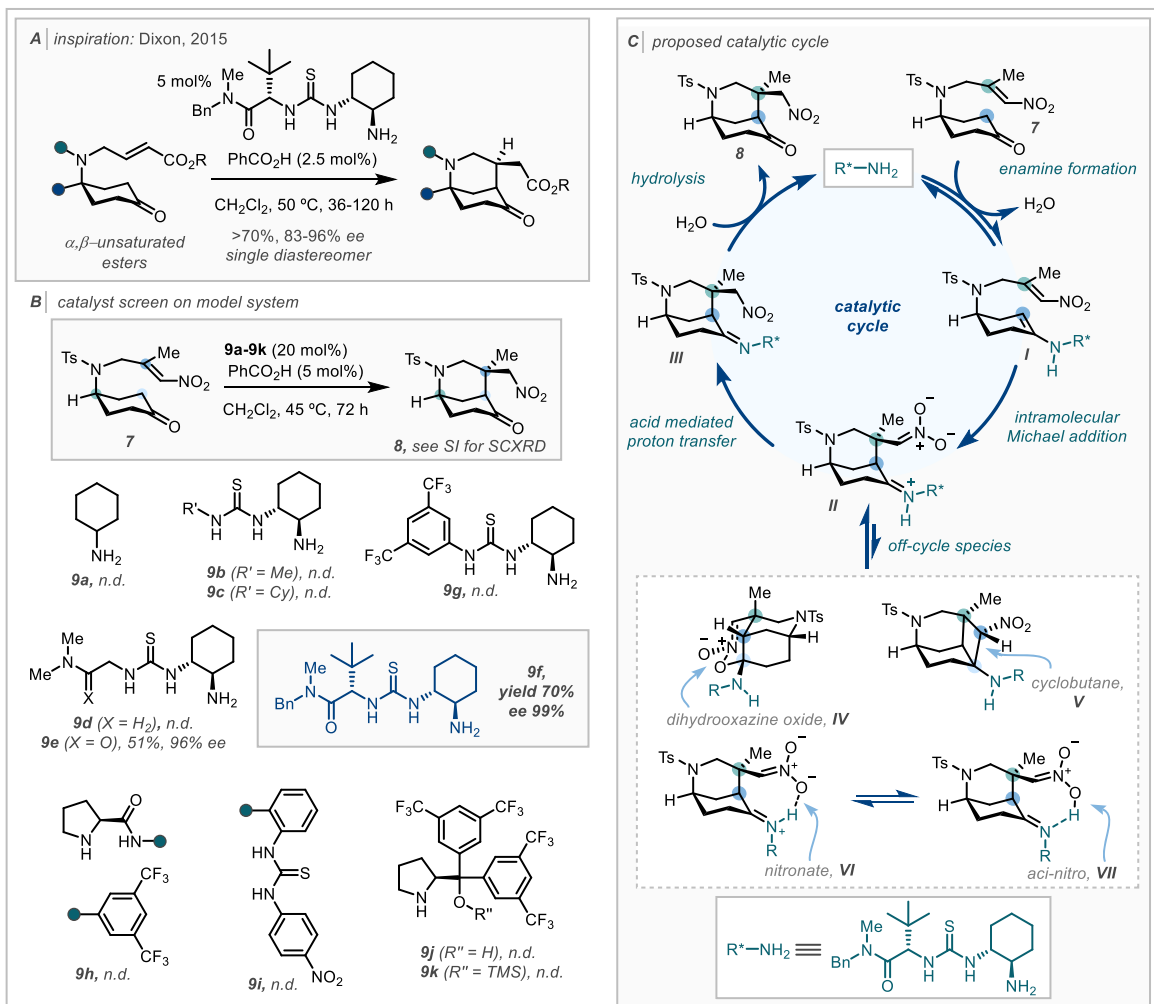 A | inspiration: Dixon, 2015
5 mol%
Me
N
Bn
O
N
H
S
N
H
NH2
N
CO2R
O
α,β–unsaturated
esters
PhCO2H (2.5 mol%)
CH2Cl2, 50 ºC, 36-120 h
>70%, 83-96% ee
single diastereomer
N
H
CO2R
O
B | catalyst screen on model system
Ts
N
Me
NO2
H
O
7
9a-9k (20 mol%)
PhCO2H (5 mol%)
CH2Cl2, 45 ºC, 72 h
Ts
N
Me
NO2
H
O
8, see SI for SCXRD
NH2
9a, n.d.
R'
N
H
S
N
H
NH2
9b (R' = Me), n.d.
9c (R' = Cy), n.d.
CF3
F3C
N
H
S
N
H
NH2
9g, n.d.
Me
N
Me
X
N
H
S
N
H
NH2
9d (X = H2), n.d.
9e (X = O), 51%, 96% ee
Me
N
Bn
O
N
H
S
N
H
NH2
9f,
yield 70%
ee 99%
N
H
O
HN
CF3
CF3
9h, n.d.
NH
S
NH
NO2
9i, n.d.
F3C
CF3
CF3
N
H
O
R''
CF3
9j (R'' = H), n.d.
9k (R'' = TMS), n.d.
C | proposed catalytic cycle
Ts
N
Me
NO2
H
O
8
Ts
N
Me
NO2
H
O
7
R*—NH2
hydrolysis
H2O
enamine formation
H2O
catalytic
cycle
Ts
N
Me
NO2
H
N
R*
III
Ts
N
Me
NO2
H
N
R*
H
I
acid mediated
proton transfer
intramolecular
Michael addition
Ts
N
Me
O −
N
+
O −
H
N
+
R*
H
II
off-cycle species
Me
NTs
H
− O
N
+
O
H
R
N
H
dihydrooxazine oxide, IV
Ts
N
Me
NO2
H
H
N
R
H
cyclobutane,
V
Ts
N
Me
O −
N+
O −
H
H
N+
R
nitronate, VI
Ts
N
Me
O −
N+
O
H
H
N
R
aci-nitro, VII
R*—NH2
Me
N
Bn
O
N
H
S
N
H
NH2